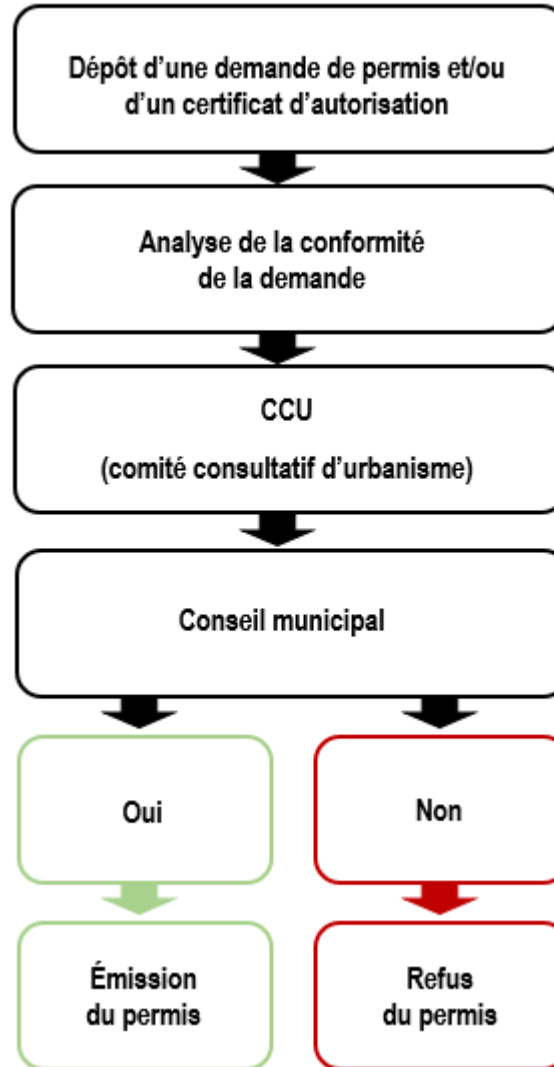 Dépôt d'une demande de permis et/ou
d'un certificat d'autorisation
Analyse de la conformité
de la demande
CCU
(comité consultatif d'urbanisme)
Conseil municipal
Oui
Non
Émission
du permis
Refus
du permis